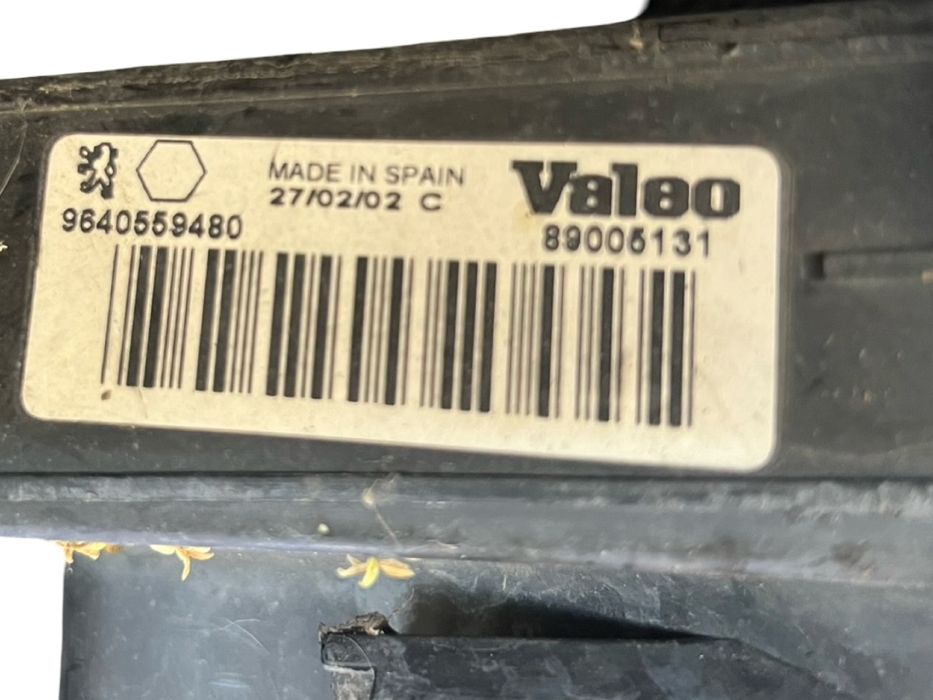 MADE IN SPAIN
27/02/02 C
Valeo
9640559480
89005131